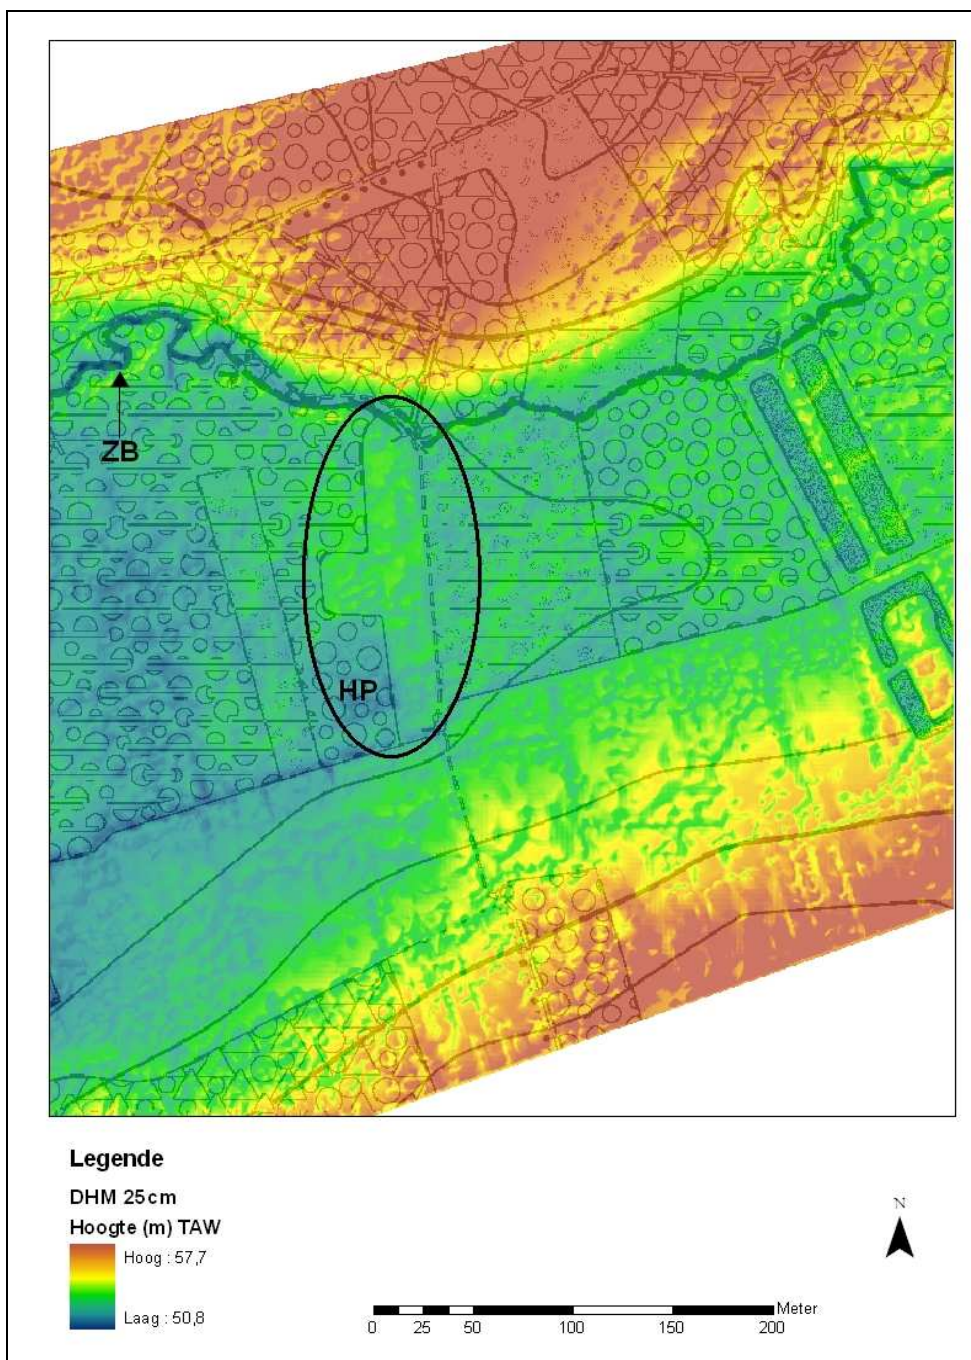 ZB
HP
Legende
DHM 25cm
Hoogte (m) TAW
Hoog : 57,7
Laag : 50,8
N
Meter
0 25 50 100 150 200